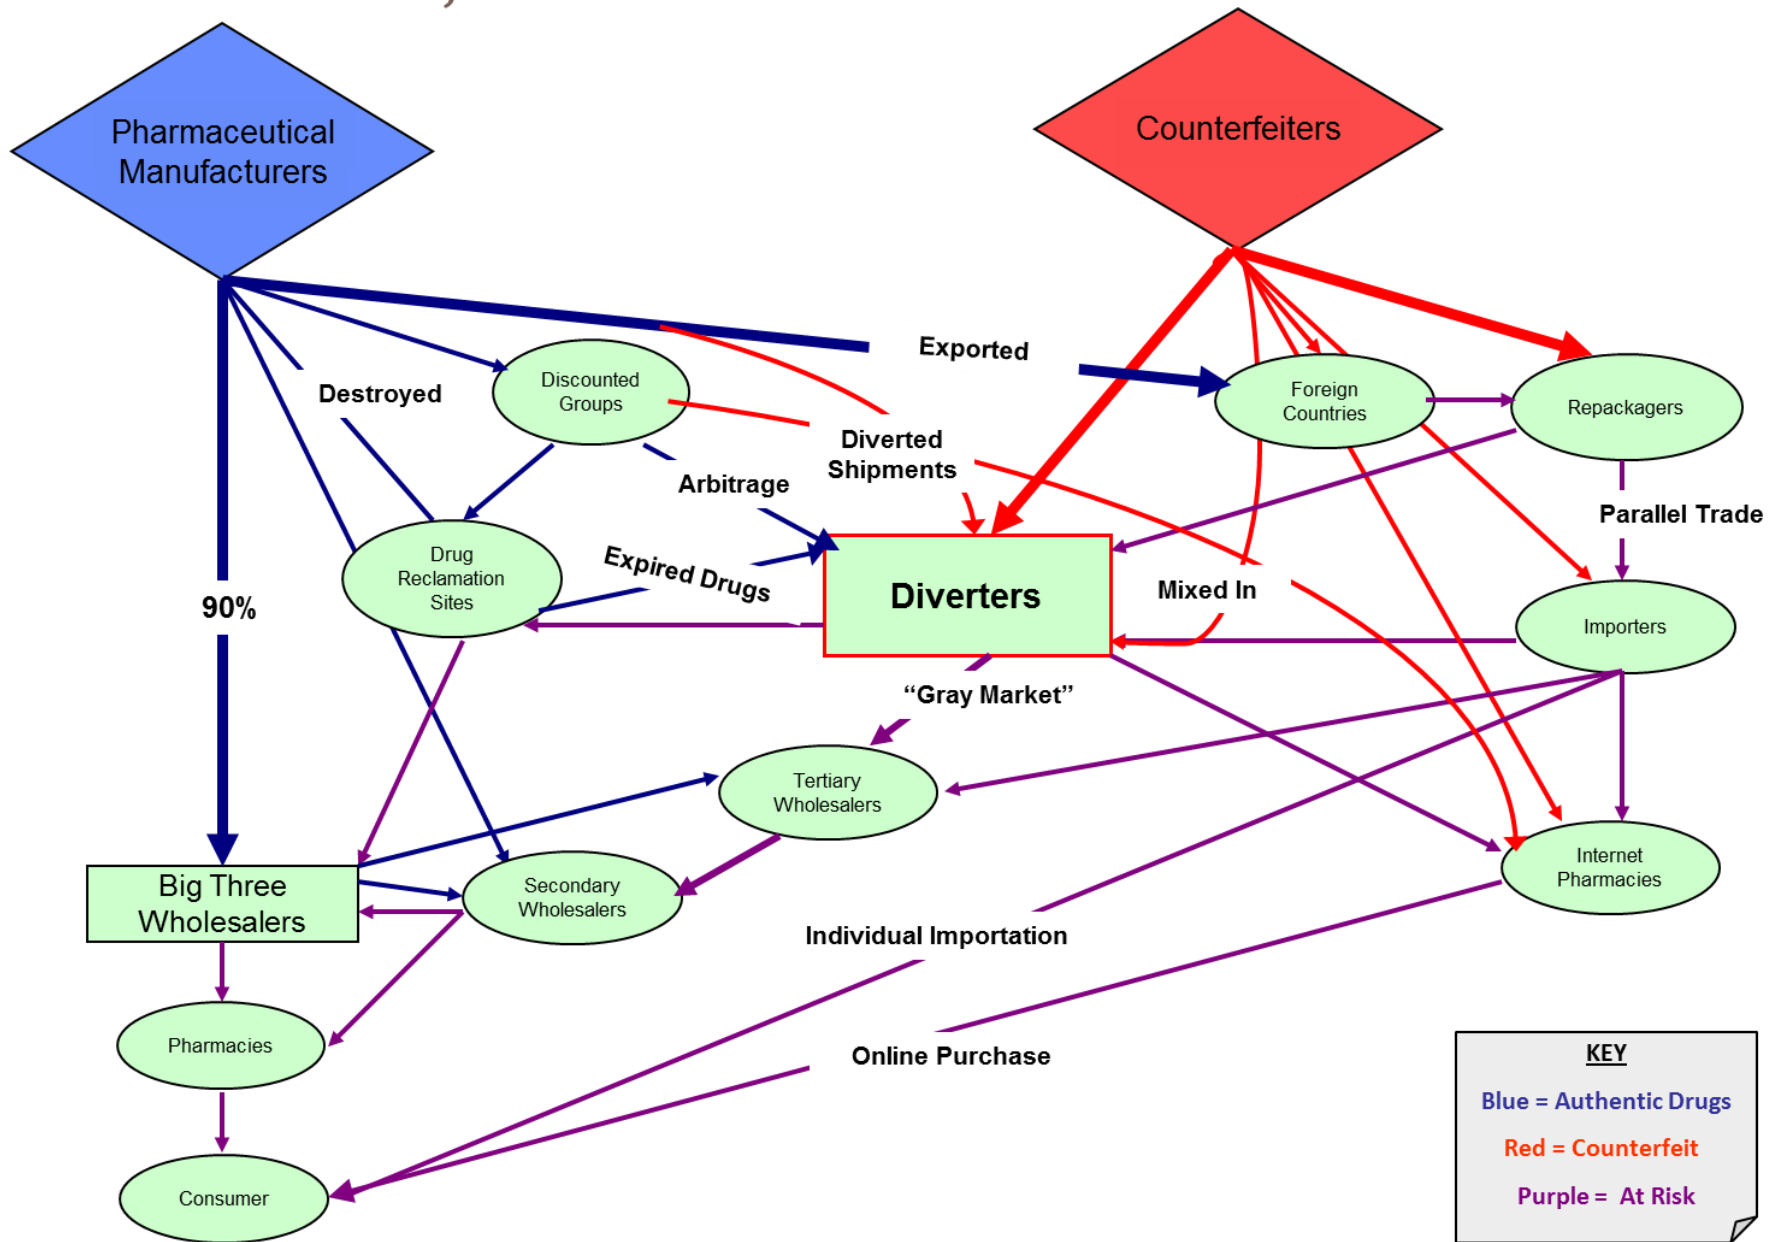 Pharmaceutical
Manufacturers
Counterfeiters
Exported
Destroyed
Discounted
Groups
Foreign
Countries
Repackagers
Diverted
Shipments
Arbitrage
Parallel Trade
Drug
Reclamation
Sites
Expired Drugs
Diverters
Mixed In
90%
Importers
“Gray Market”
Tertiary
Wholesalers
Big Three
Wholesalers
Secondary
Wholesalers
Internet
Pharmacies
Individual Importation
Pharmacies
Online Purchase
Consumer
KEY
Blue = Authentic Drugs
Red = Counterfeit
Purple = At Risk